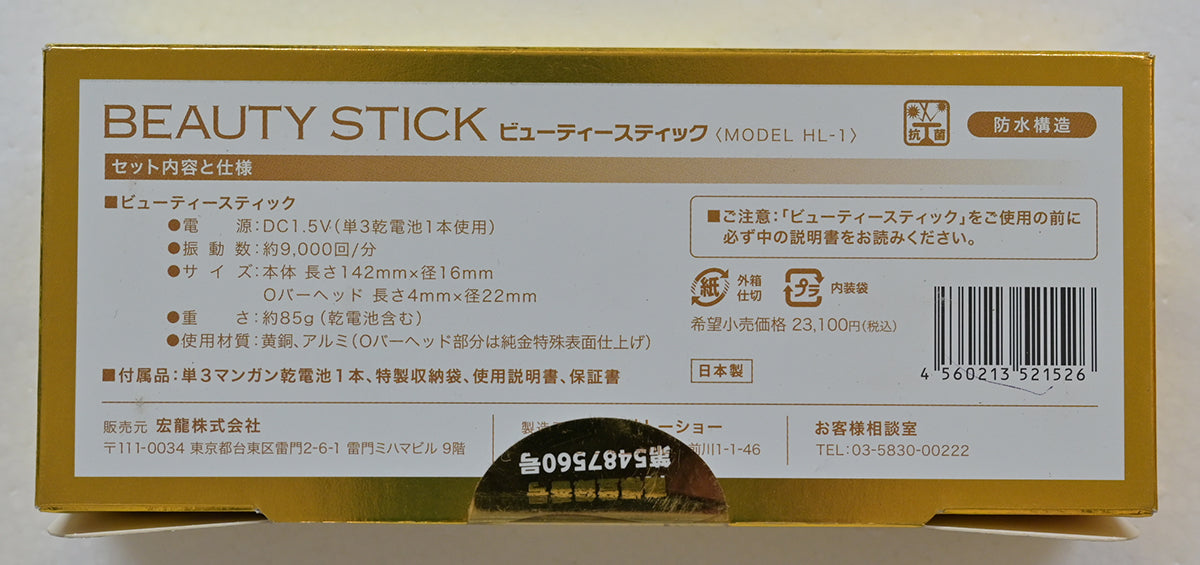 BEAUTY STICK ビューティースティック〈MODEL HL-1〉
抗菌
防水構造
セット内容と仕様
■ビューティースティック
●電源:DC1.5V(単3乾電池1本使用)
●振動数:約9,000回/分
●サイズ:本体 長さ142mm×径16mm
Oバーヘッド 長さ4mm×径22mm
●重さ:約85g(乾電池含む)
●使用材質:黄銅、アルミ(Oバーヘッド部分は純金特殊表面仕上げ)
■付属品:単3マンガン乾電池1本、特製収納袋、使用説明書、保証書
■ご注意:「ビューティースティック」をご使用の前に
必ず中の説明書をお読みください。
紙 外箱
仕切
プラ 内装袋
希望小売価格 23,100円(税込)
日本製
4 560213 521526
販売元 宏龍株式会社
〒111-0034 東京都台東区雷門2-6-1 雷門ミハマビル 9階
製造
トーショー
前川1-1-46
お客様相談室
TEL:03-5830-00222
第5487560号